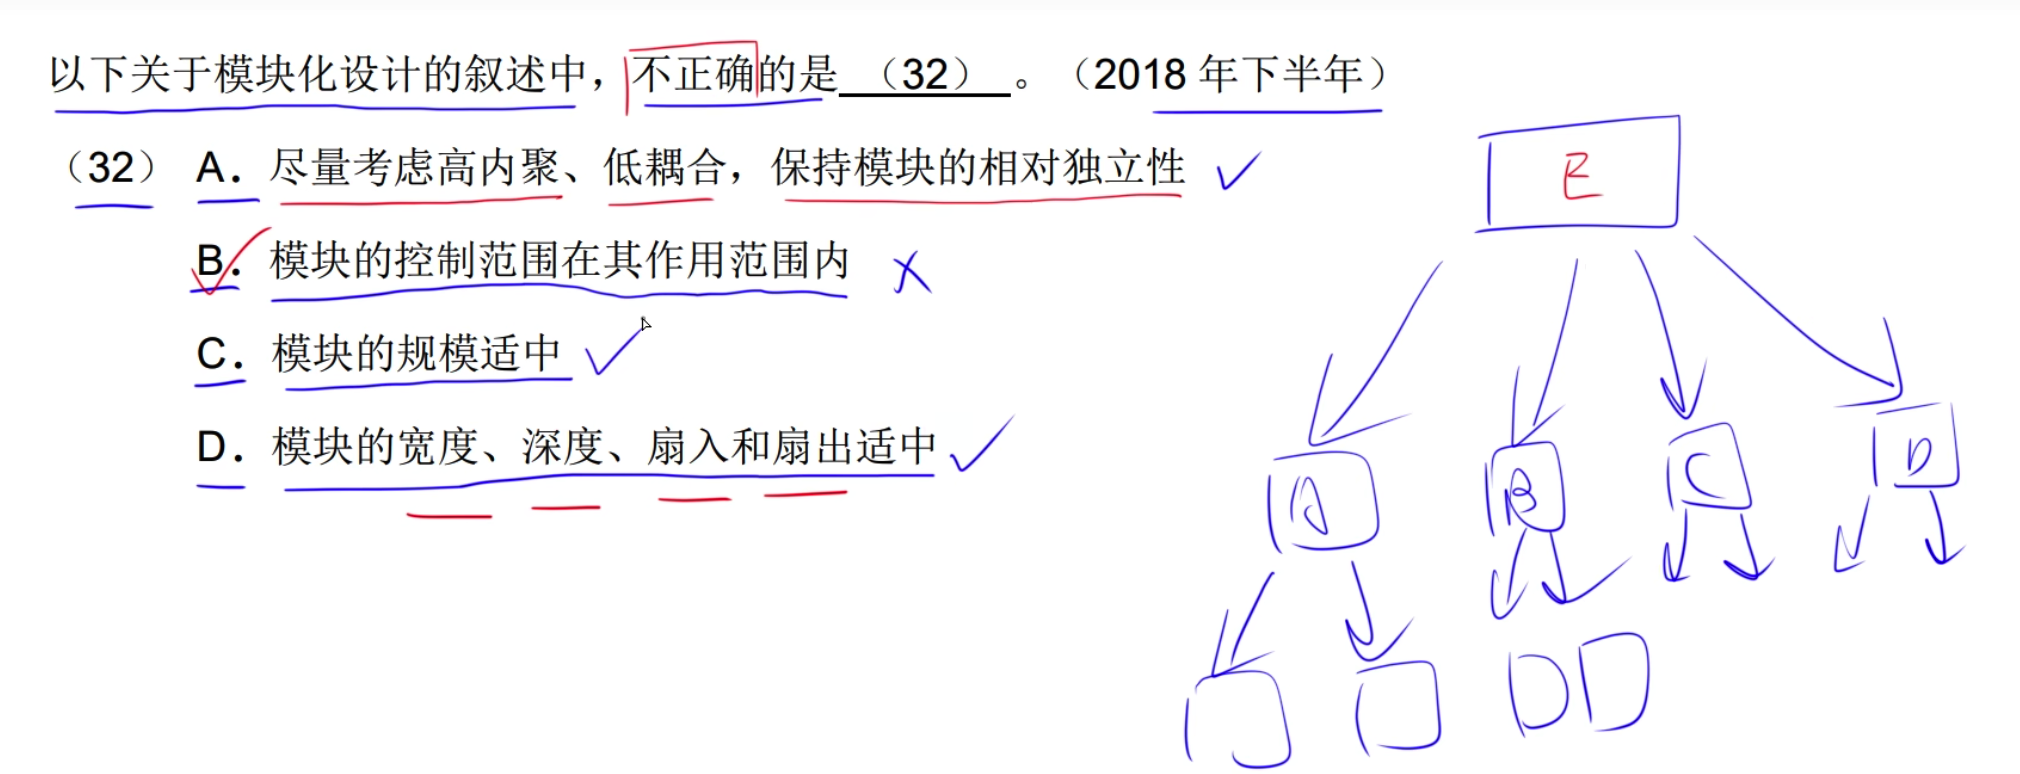 以下关于模块化设计的叙述中，不正确的是 （32） 。（2018 年下半年）
（32） A．尽量考虑高内聚、低耦合，保持模块的相对独立性
B．模块的控制范围在其作用范围内
C．模块的规模适中
D．模块的宽度、深度、扇入和扇出适中
E
A B C D